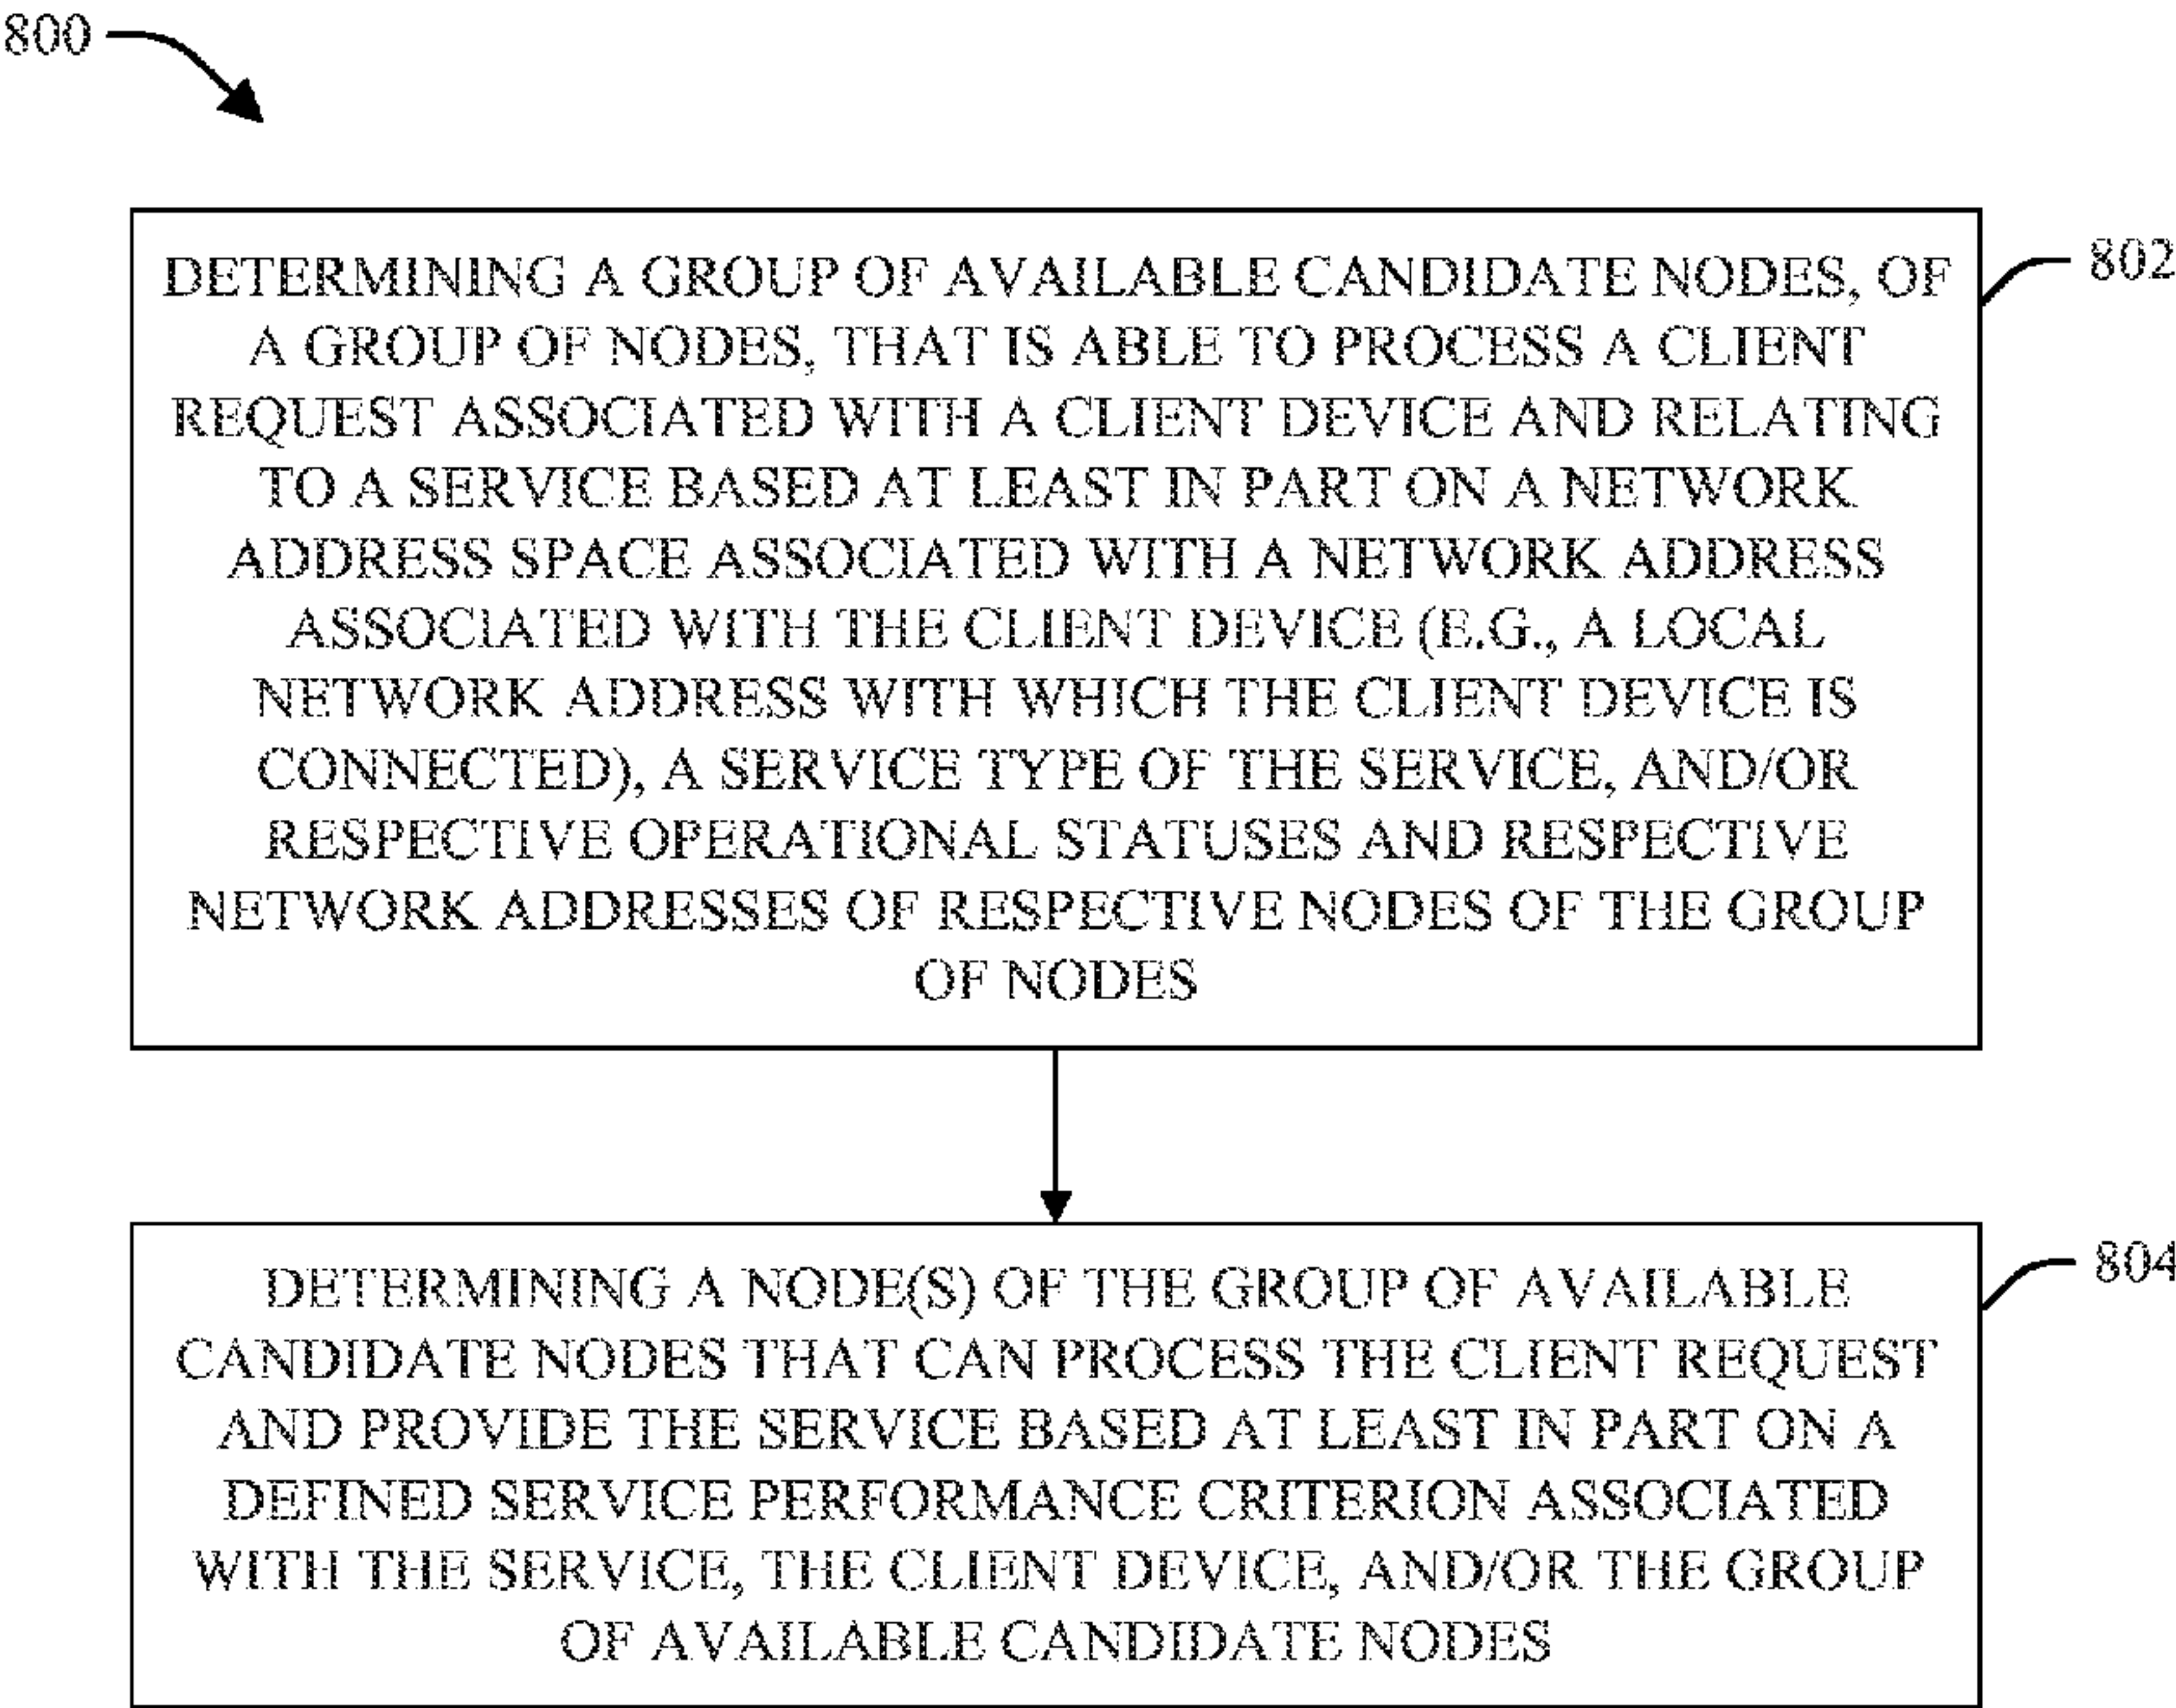 800
DETERMINING A GROUP OF AVAILABLE CANDIDATE NODES, OF
A GROUP OF NODES, THAT IS ABLE TO PROCESS A CLIENT
REQUEST ASSOCIATED WITH A CLIENT DEVICE AND RELATING
TO A SERVICE BASED AT LEAST IN PART ON A NETWORK
ADDRESS SPACE ASSOCIATED WITH A NETWORK ADDRESS
ASSOCIATED WITH THE CLIENT DEVICE (E.G., A LOCAL
NETWORK ADDRESS WITH WHICH THE CLIENT DEVICE IS
CONNECTED), A SERVICE TYPE OF THE SERVICE, AND/OR
RESPECTIVE OPERATIONAL STATUSES AND RESPECTIVE
NETWORK ADDRESSES OF RESPECTIVE NODES OF THE GROUP
OF NODES
802
DETERMINING A NODE(S) OF THE GROUP OF AVAILABLE
CANDIDATE NODES THAT CAN PROCESS THE CLIENT REQUEST
AND PROVIDE THE SERVICE BASED AT LEAST IN PART ON A
DEFINED SERVICE PERFORMANCE CRITERION ASSOCIATED
WITH THE SERVICE, THE CLIENT DEVICE, AND/OR THE GROUP
OF AVAILABLE CANDIDATE NODES
804